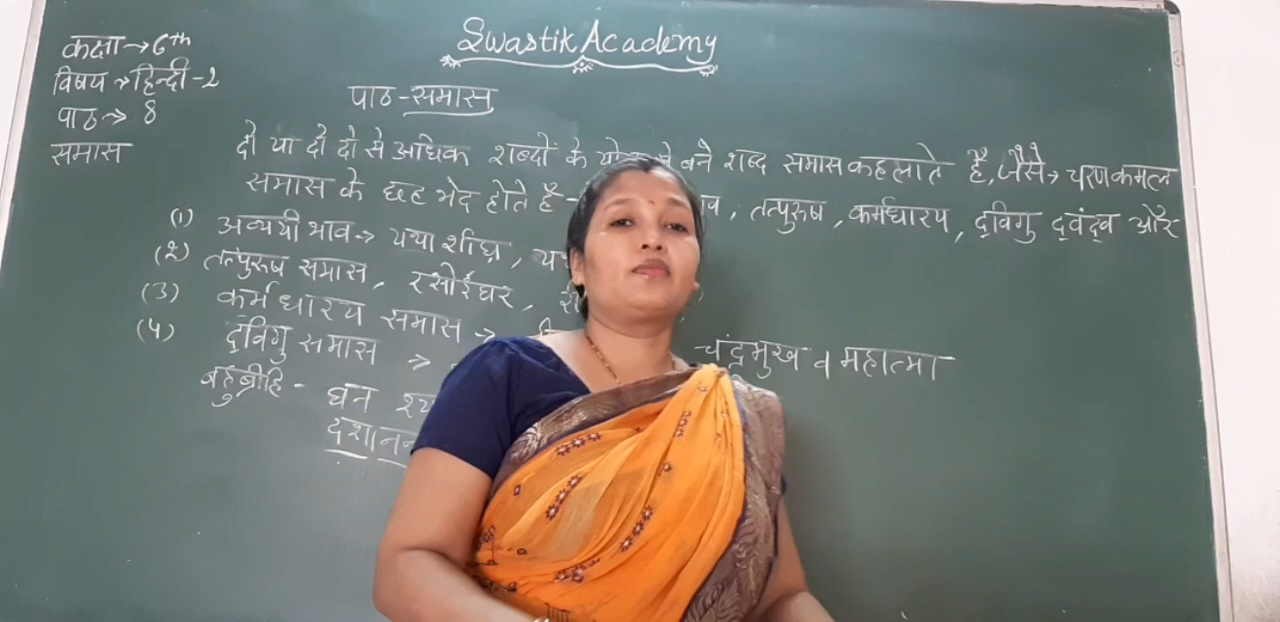 Swastik Academy
कक्षा → 6th
विषय → हिन्दी - 2
पाठ → 8
समास
पाठ - समास
दो या दो दो से अधिक शब्दों के बने शब्द समास कहलाते हैं, जैसे → चरणकमल
समास के छह भेद होते है - तत्पुरुष, कर्मधारय, द्विगु द्वंद्व और
(1) अव्ययी भाव → यथा शीघ्र,
(2) तत्पुरुष समास, रसोईघर,
(3) कर्मधारय समास → चंद्रमुख व महात्मा
(4) द्विगु समास →
बहुब्रीहि - घन
दशानन